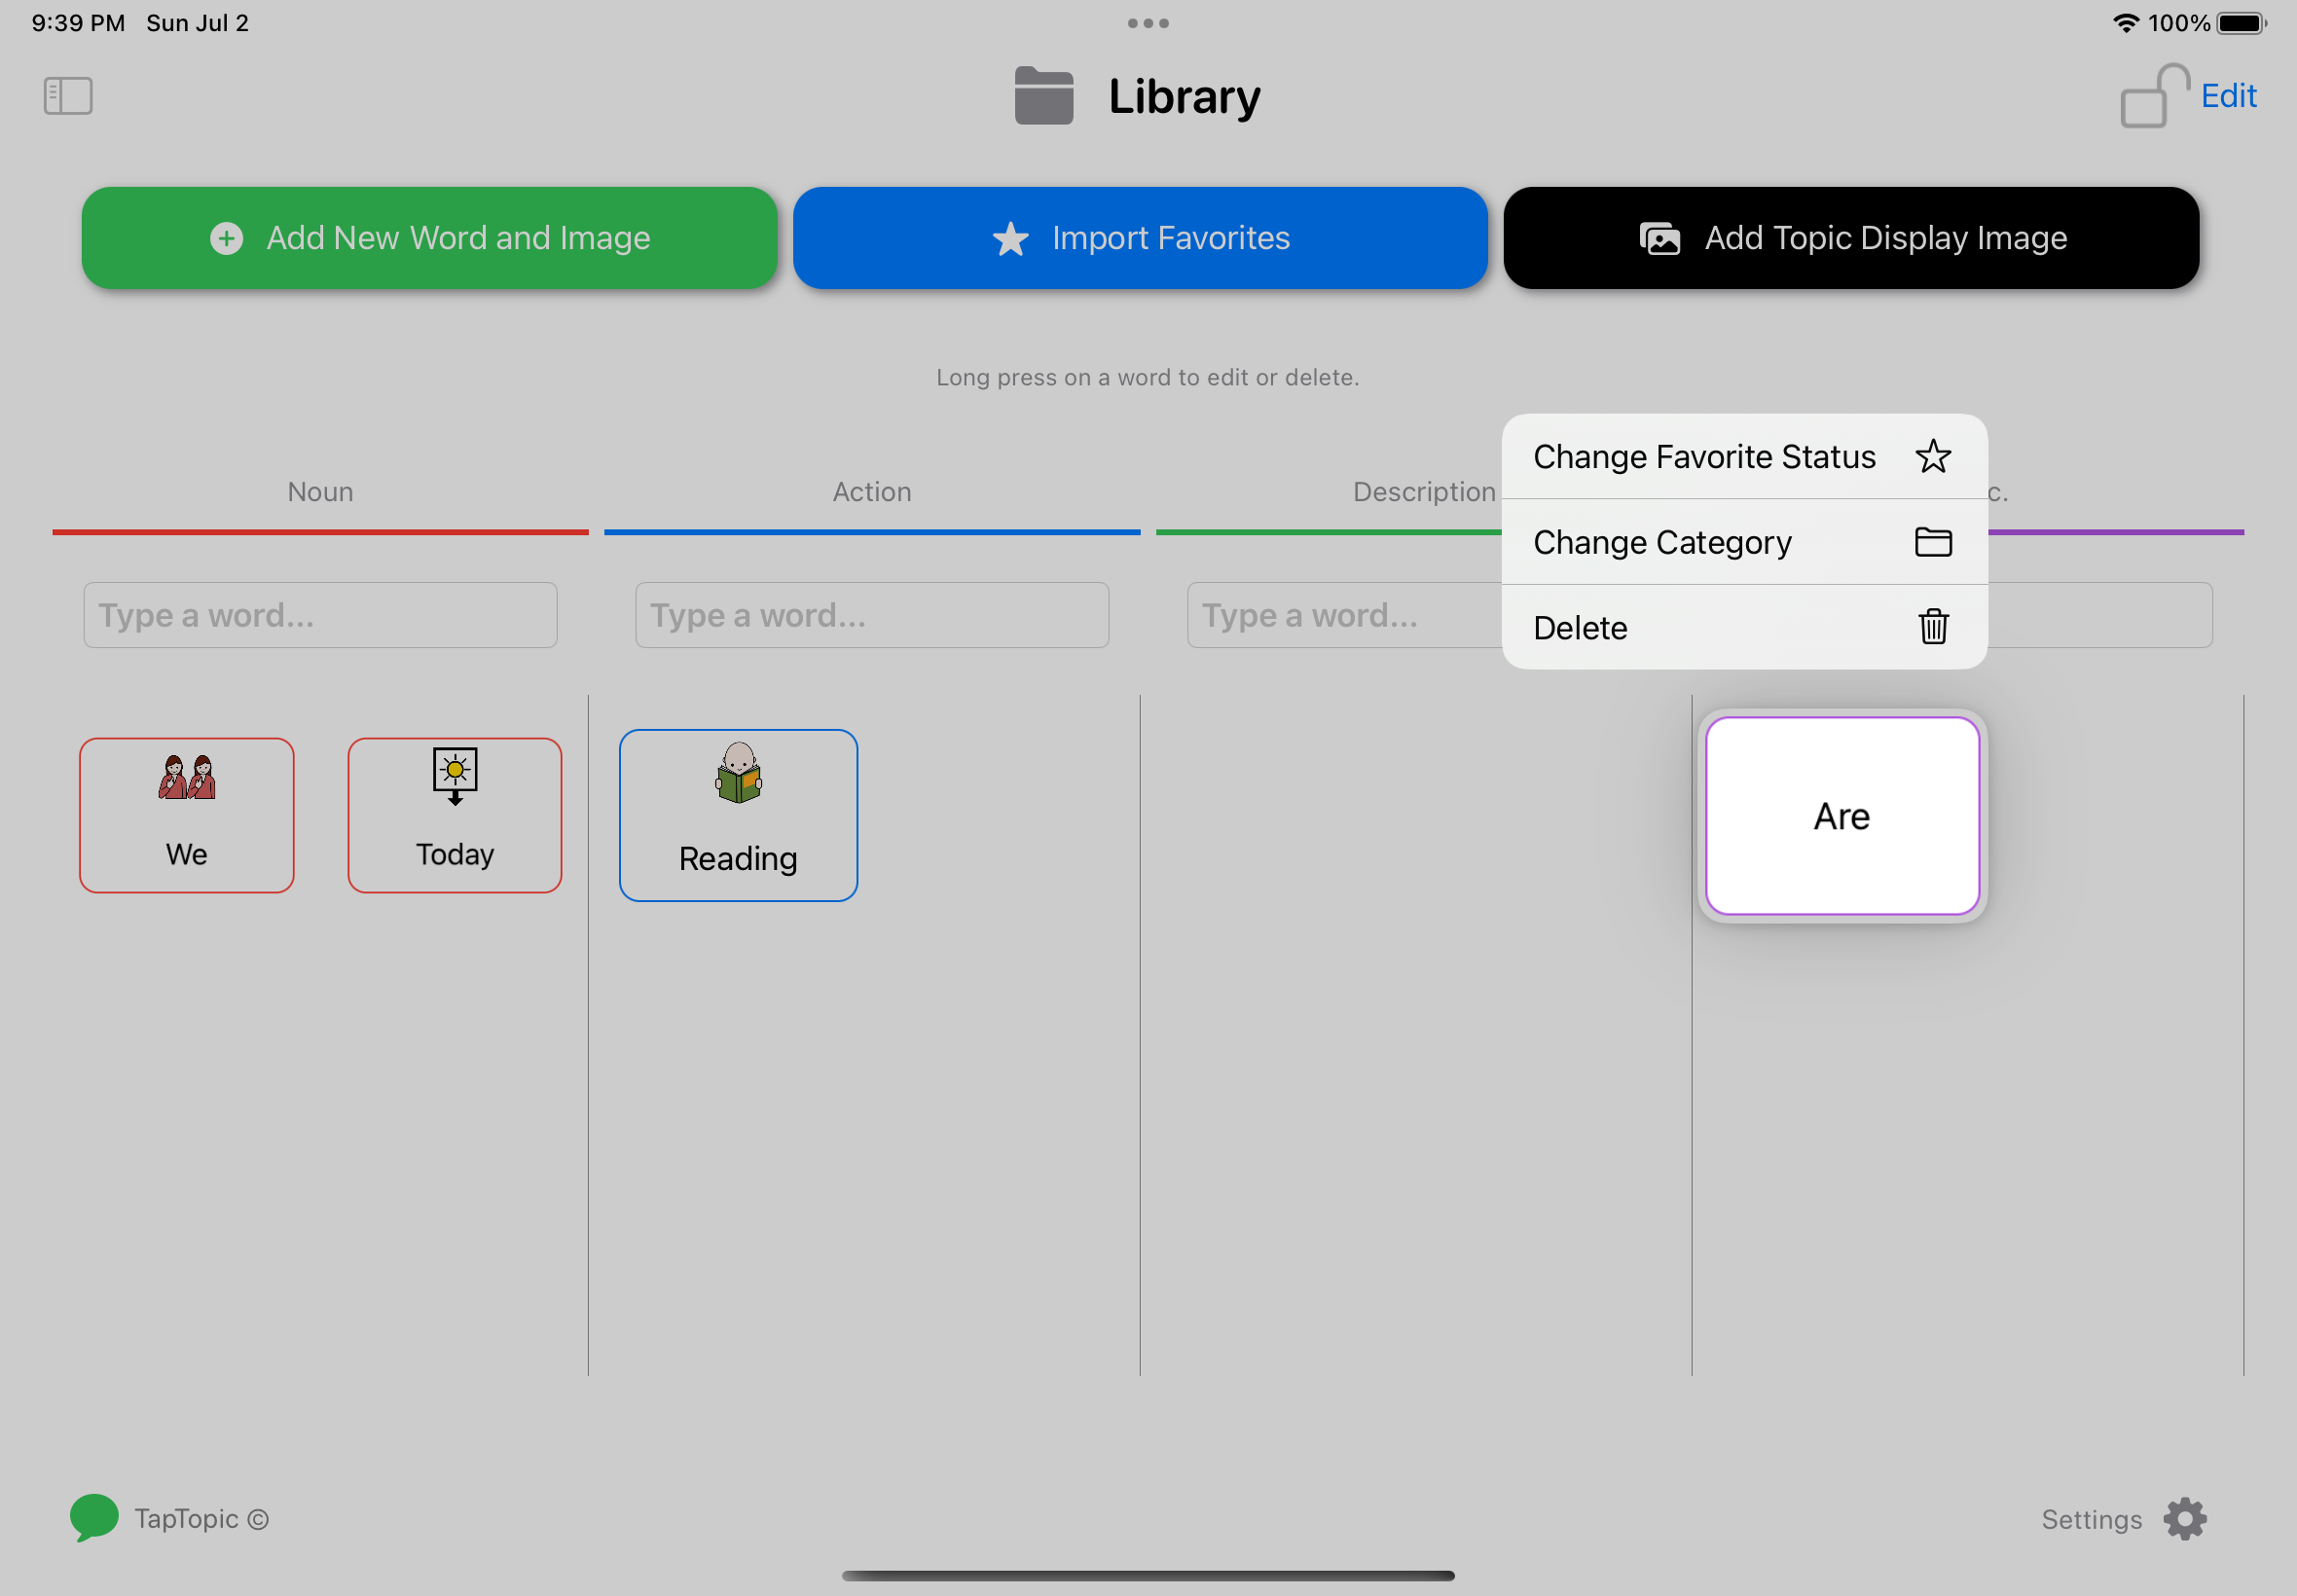 9:39 PM Sun Jul 2
100%
Library
Edit
Add New Word and Image
Import Favorites
Add Topic Display Image
Long press on a word to edit or delete.
Change Favorite Status
Noun
Action
Description
c.
Change Category
Type a word...
Type a word...
Type a word...
Delete
We
Today
Reading
Are
TapTopic ©
Settings